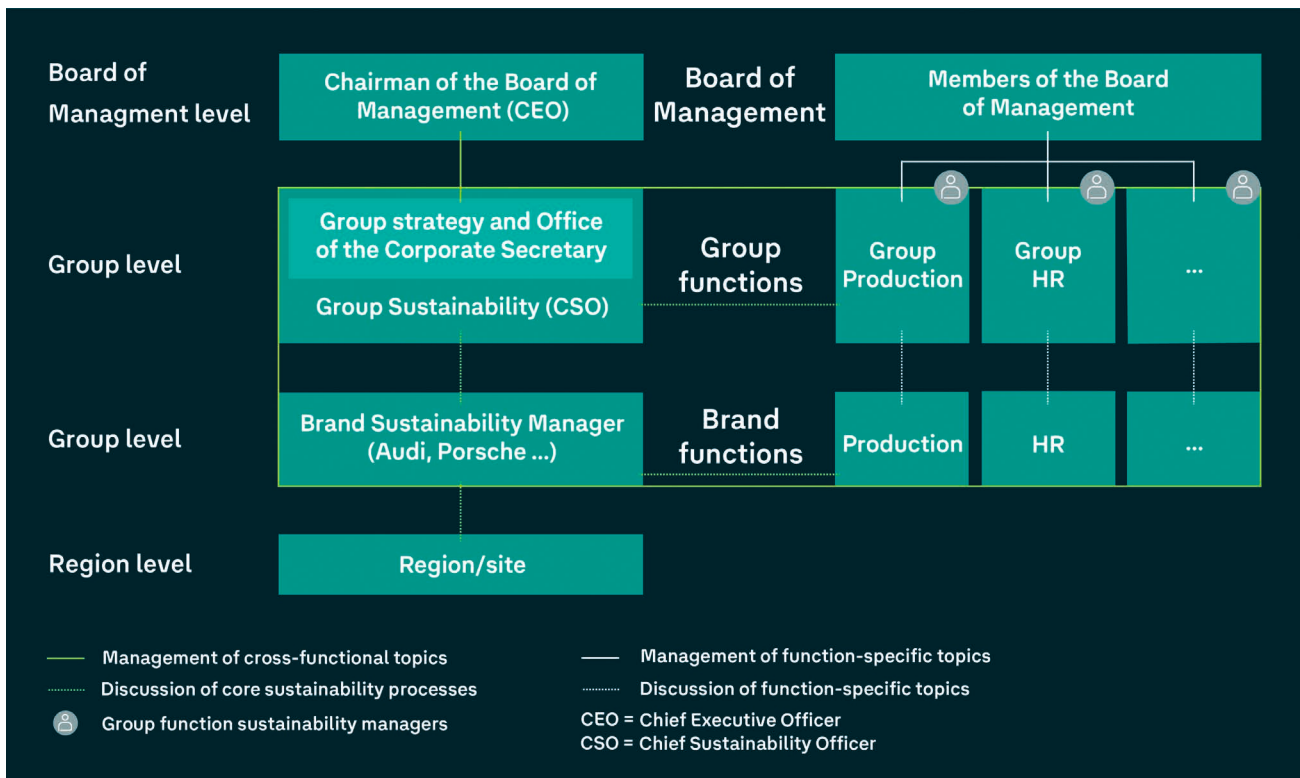 Board of
Managment level
Chairman of the Board of
Management (CEO)
Board of
Management
Members of the Board
of Management
Group level
Group strategy and Office
of the Corporate Secretary
Group Sustainability (CSO)
Group
functions
Group
Production
Group
HR
...
Group level
Brand Sustainability Manager
(Audi, Porsche ...)
Brand
functions
Production
HR
...
Region level
Region/site
Management of cross-functional topics
Discussion of core sustainability processes
Group function sustainability managers
Management of function-specific topics
Discussion of function-specific topics
CEO = Chief Executive Officer
CSO = Chief Sustainability Officer